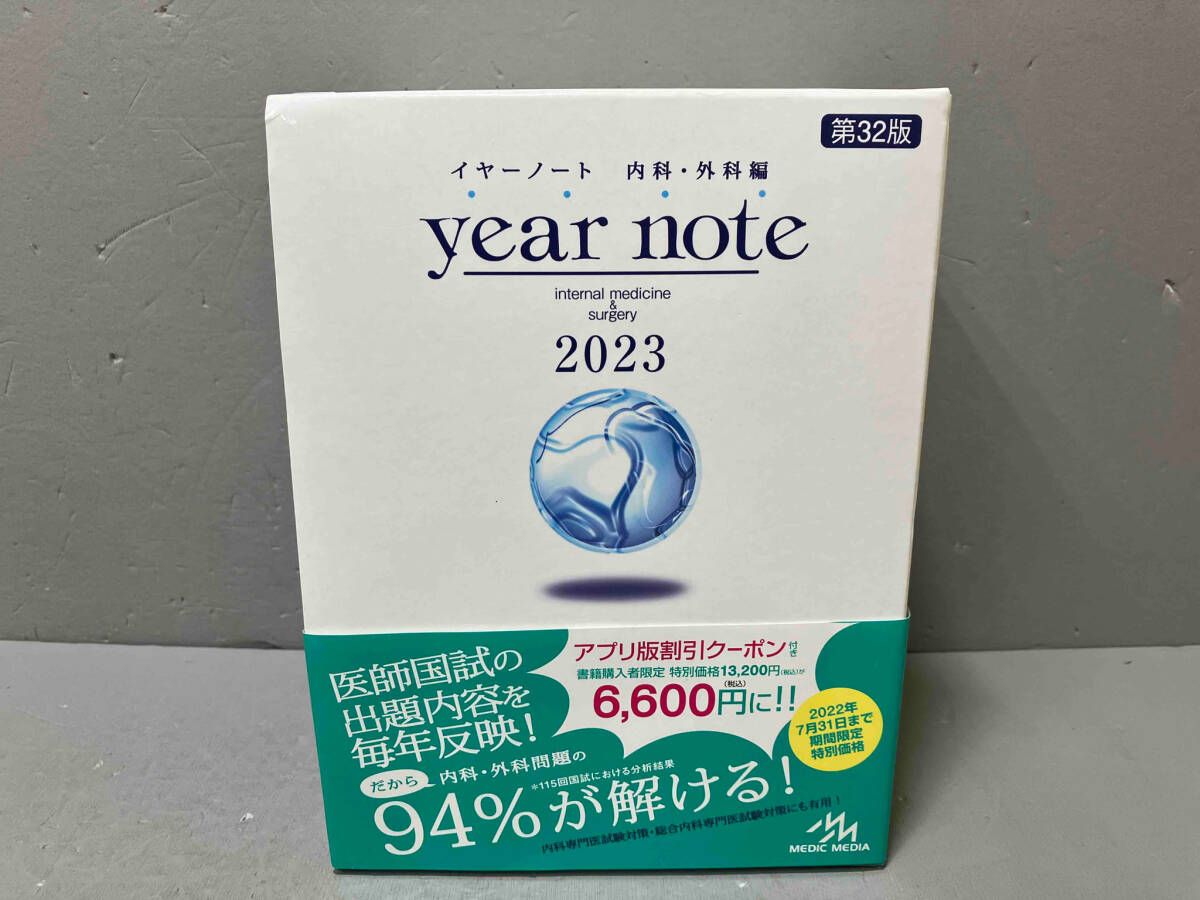 第32版
イヤーノート 内科・外科編
year note
internal medicine
&
surgery
2023
医師国試の
出題内容を
毎年反映!
アプリ版割引クーポン付き
書籍購入者限定 特別価格13,200円(税込)が
(税込)
6,600円に!!
2022年
7月31日まで
期間限定
特別価格
だから 内科・外科問題の
*115回国試における分析結果
94%が解ける!
内科専門医試験対策・総合内科専門医試験対策にも有用!
MEDIC MEDIA